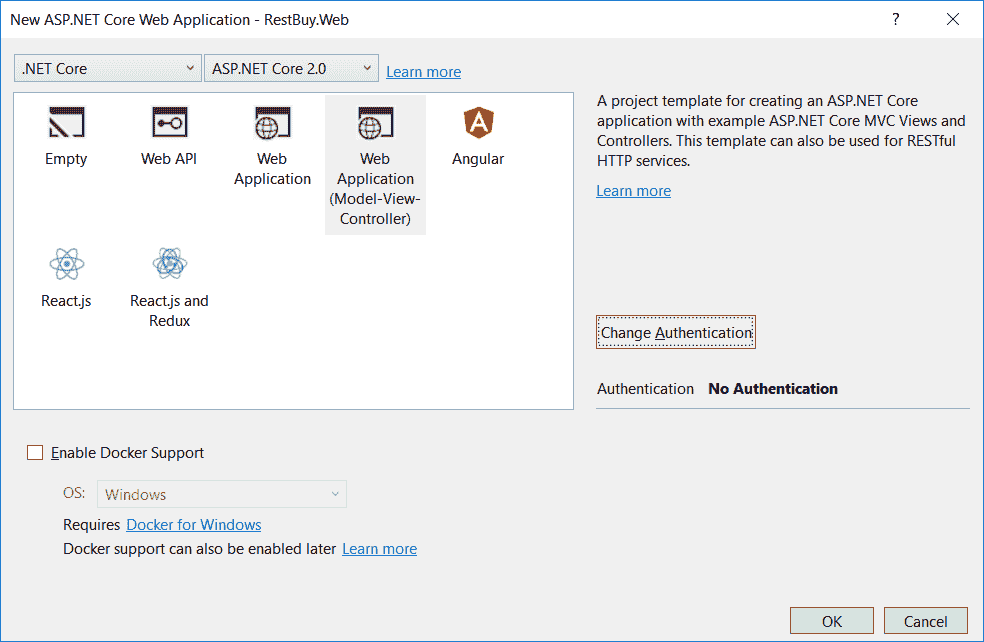 New ASP.NET Core Web Application - RestBuy.Web
?
.NET Core
ASP.NET Core 2.0
Learn more
Empty
Web API
Web
Application
Web
Application
(Model-View-
Controller)
Angular
React.js
React.js and
Redux
A project template for creating an ASP.NET Core
application with example ASP.NET Core MVC Views and
Controllers. This template can also be used for RESTful
HTTP services.
Learn more
Change Authentication
Authentication No Authentication
Enable Docker Support
OS: Windows
Requires Docker for Windows
Docker support can also be enabled later Learn more
OK
Cancel